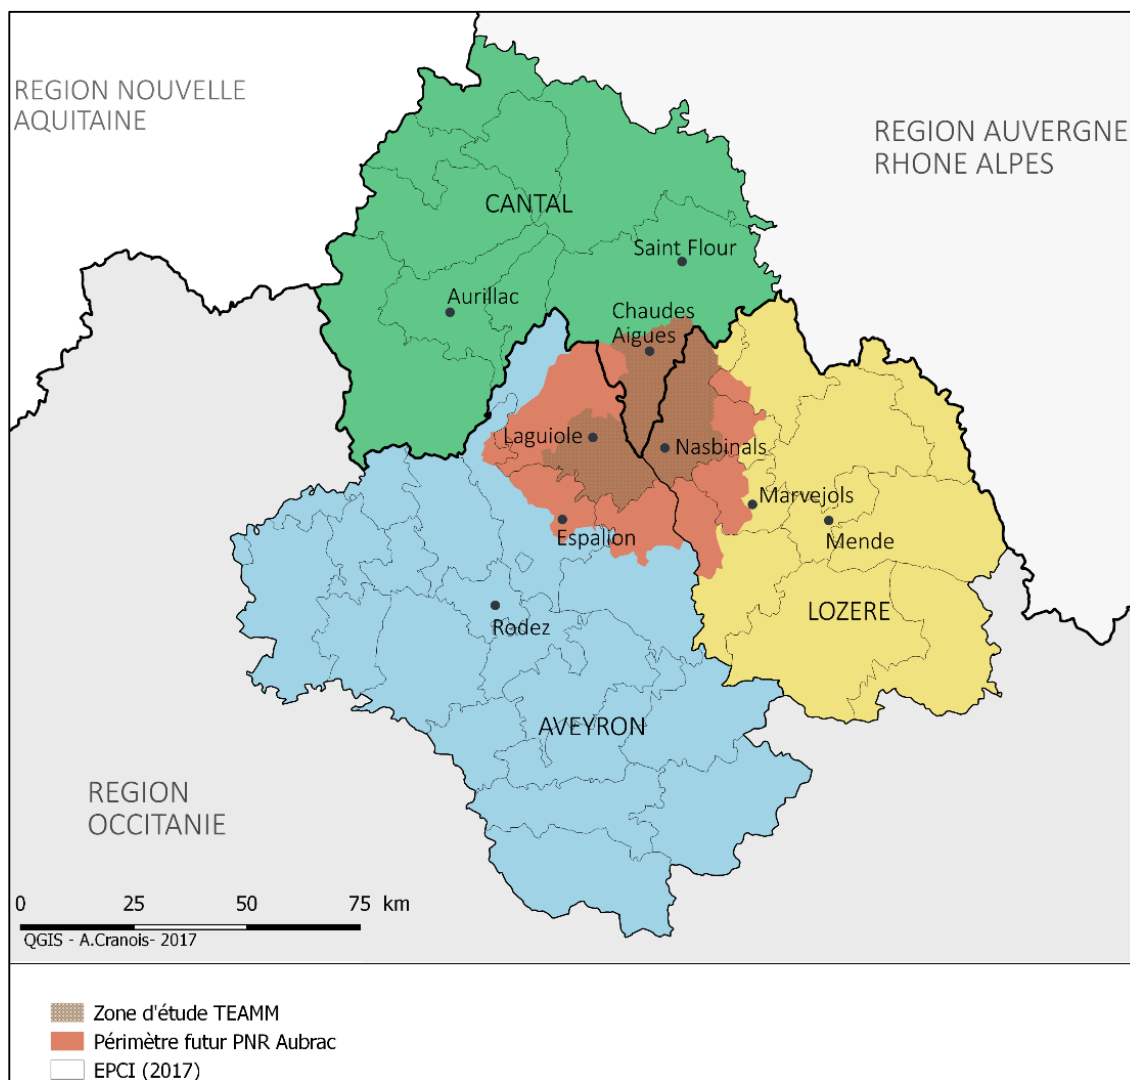 REGION NOUVELLE
AQUITAINE
REGION AUVERGNE
RHONE ALPES
CANTAL
Saint Flour
Aurillac
Chaudes
Aigues
Laguiole
Nasbinals
Marvejols
Espalion
Mende
Rodez
LOZERE
AVEYRON
REGION
OCCITANIE
0 25 50 75 km
QGIS - A.Cranois- 2017
Zone d'étude TEAMM
Périmètre futur PNR Aubrac
EPCI (2017)